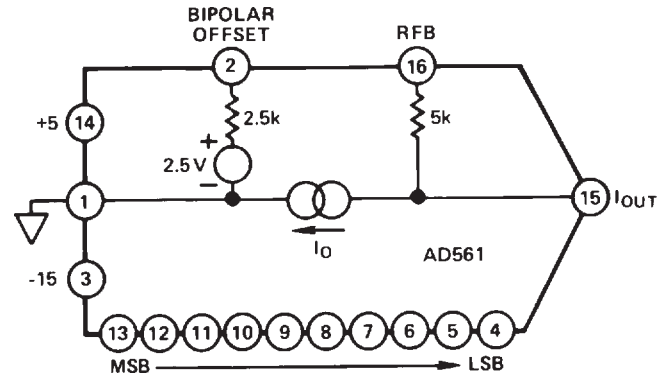 BIPOLAR
OFFSET
RFB
2
16
2.5k
5k
+5
14
+
2.5 V
−
1
15
IOUT
IO
AD561
-15
3
13 12 11 10 9 8 7 6 5 4
MSB
LSB